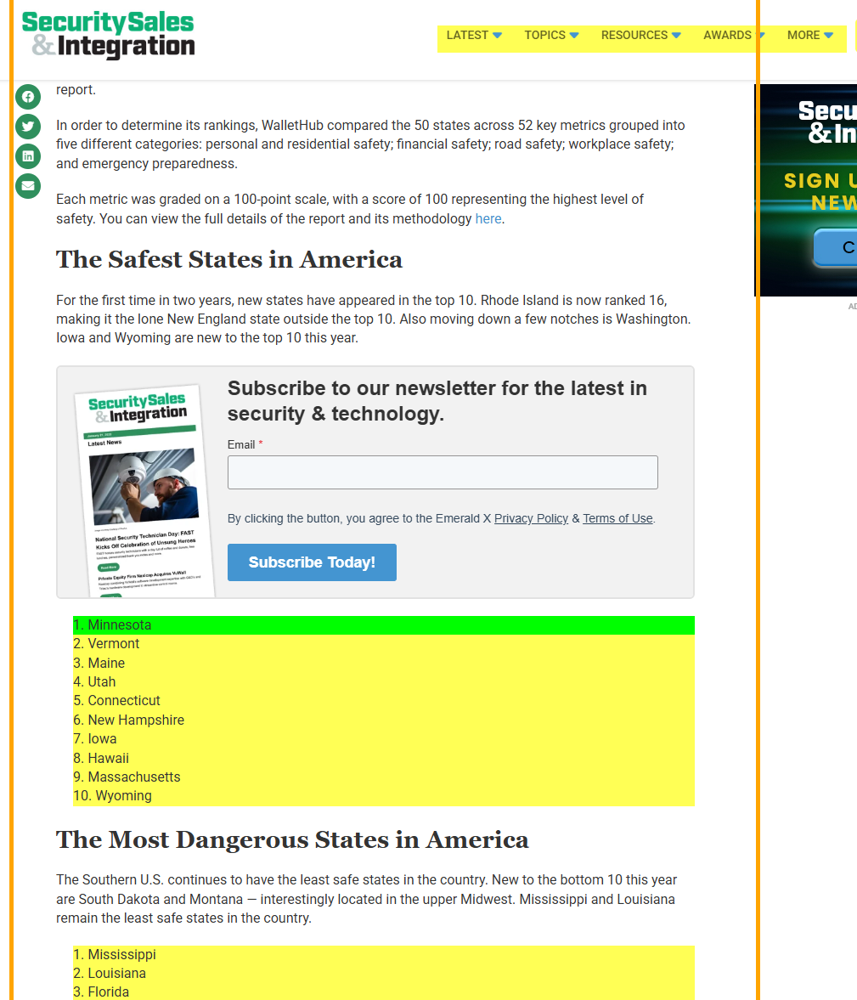 SecuritySales
&Integration
LATEST TOPICS RESOURCES AWARDS MORE
report.
In order to determine its rankings, WalletHub compared the 50 states across 52 key metrics grouped into
five different categories: personal and residential safety; financial safety; road safety; workplace safety;
and emergency preparedness.
Each metric was graded on a 100-point scale, with a score of 100 representing the highest level of
safety. You can view the full details of the report and its methodology here.
Secu
&In
SIGN U
NEW
C
AD
The Safest States in America
For the first time in two years, new states have appeared in the top 10. Rhode Island is now ranked 16,
making it the lone New England state outside the top 10. Also moving down a few notches is Washington.
Iowa and Wyoming are new to the top 10 this year.
SecuritySales
&Integration
Latest News
National Security Technician Day: FAST
Kicks Off Celebration of Unsung Heroes
Read More
Private Equity Firm Naxicap Acquires VuWall
Subscribe to our newsletter for the latest in
security & technology.
Email *
By clicking the button, you agree to the Emerald X Privacy Policy & Terms of Use.
Subscribe Today!
1. Minnesota
2. Vermont
3. Maine
4. Utah
5. Connecticut
6. New Hampshire
7. Iowa
8. Hawaii
9. Massachusetts
10. Wyoming
The Most Dangerous States in America
The Southern U.S. continues to have the least safe states in the country. New to the bottom 10 this year
are South Dakota and Montana — interestingly located in the upper Midwest. Mississippi and Louisiana
remain the least safe states in the country.
1. Mississippi
2. Louisiana
3. Florida